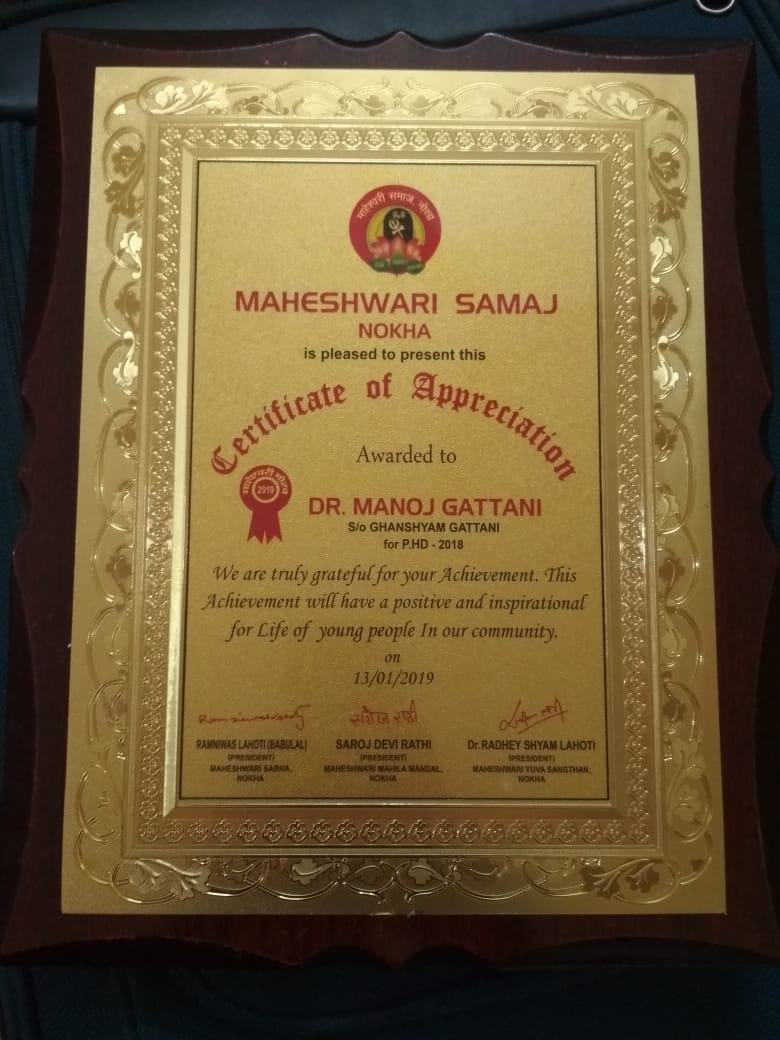 माहेश्वरी समाज, नोखा
MAHESHWARI SAMAJ
NOKHA
is pleased to present this
Certificate of Appreciation
Awarded to
माहेश्वरी गौरव
2019
DR. MANOJ GATTANI
S/o GHANSHYAM GATTANI
for P.HD - 2018
We are truly grateful for your Achievement. This
Achievement will have a positive and inspirational
for Life of young people In our community.
on
13/01/2019
सरोज राठी
RAMNIWAS LAHOTI (BABULAL) SAROJ DEVI RATHI Dr.RADHEY SHYAM LAHOTI
(PRESIDENT) (PRESIDENT) (PRESIDENT)
MAHESHWARI SABHA, MAHESHWARI MAHILA MANDAL, MAHESHWARI YUVA SANGTHAN,
NOKHA NOKHA NOKHA